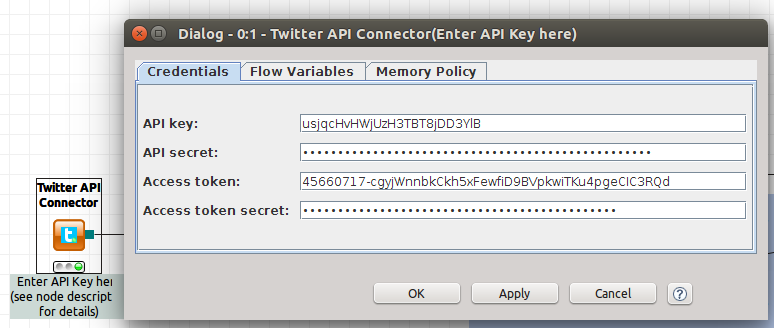 Dialog - 0:1 - Twitter API Connector(Enter API Key here)
Credentials Flow Variables Memory Policy
API key: usjqcHvHWjUzH3TBT8jDD3YlB
API secret:
Access token: 45660717-cgyjWnnbkCkh5xFewfiD9BVpkwiTKu4pgeCIC3RQd
Access token secret:
OK Apply Cancel ?
Twitter API
Connector
Enter API Key her
(see node descript
for details)